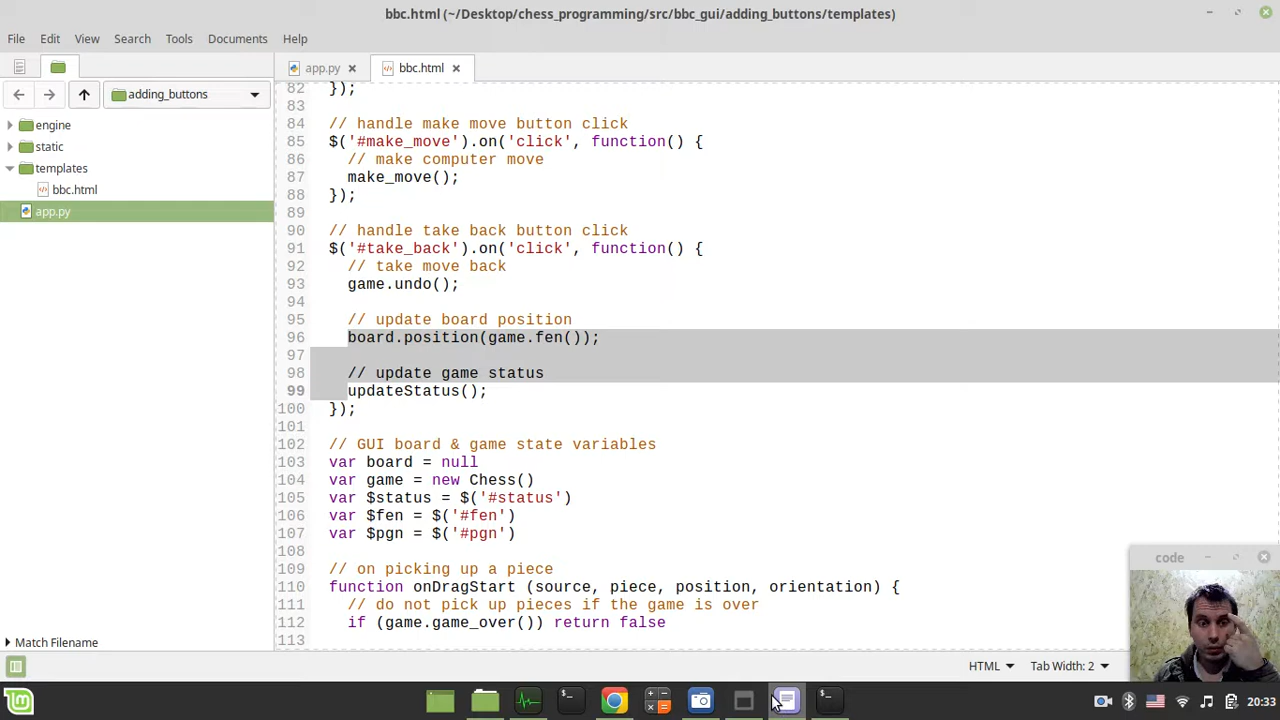 bbc.html (~/Desktop/chess_programming/src/bbc_gui/adding_buttons/templates)
File Edit View Search Tools Documents Help
app.py bbc.html
adding_buttons
engine
static
templates
bbc.html
app.py
Match Filename
82 });
83
84 // handle make move button click
85 $('#make_move').on('click', function() {
86 // make computer move
87 make_move();
88 });
89
90 // handle take back button click
91 $('#take_back').on('click', function() {
92 // take move back
93 game.undo();
94
95 // update board position
96 board.position(game.fen());
97
98 // update game status
99 updateStatus();
100 });
101
102 // GUI board & game state variables
103 var board = null
104 var game = new Chess()
105 var $status = $('#status')
106 var $fen = $('#fen')
107 var $pgn = $('#pgn')
108
109 // on picking up a piece
110 function onDragStart (source, piece, position, orientation) {
111 // do not pick up pieces if the game is over
112 if (game.game_over()) return false
113
code
HTML Tab Width: 2
20:33